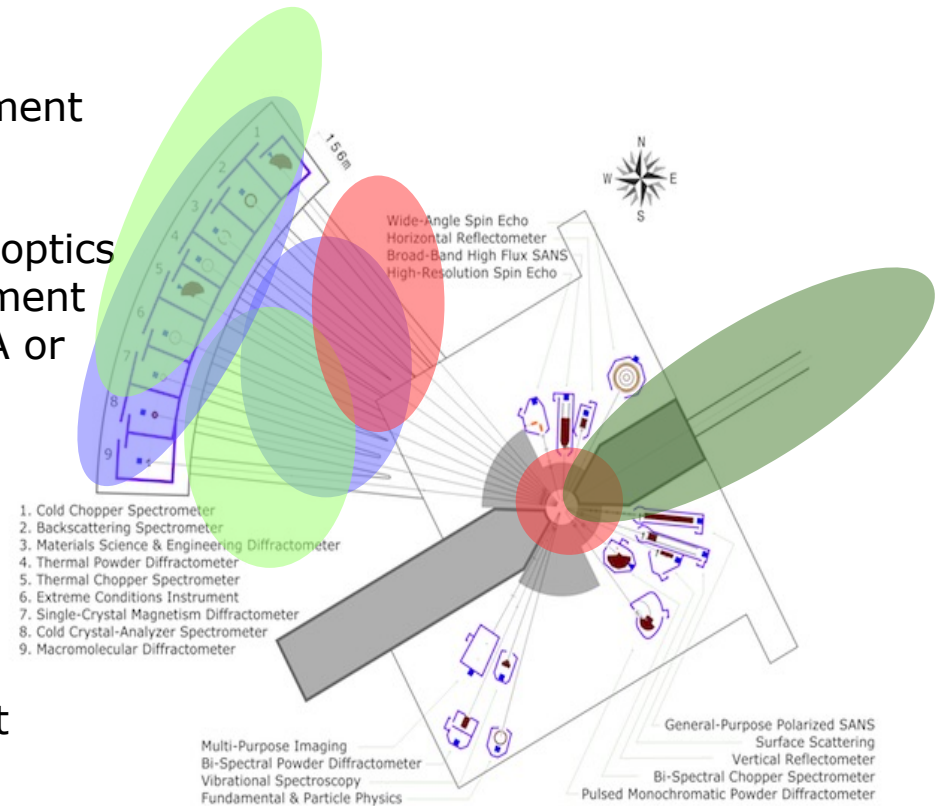 ment
optics
ment
A or
t
1
2
3
4
5
6
7
8
9
156m
N
W
E
S
Wide-Angle Spin Echo
Horizontal Reflectometer
Broad-Band High Flux SANS
High-Resolution Spin Echo
1. Cold Chopper Spectrometer
2. Backscattering Spectrometer
3. Materials Science & Engineering Diffractometer
4. Thermal Powder Diffractometer
5. Thermal Chopper Spectrometer
6. Extreme Conditions Instrument
7. Single-Crystal Magnetism Diffractometer
8. Cold Crystal-Analyzer Spectrometer
9. Macromolecular Diffractometer
Multi-Purpose Imaging
Bi-Spectral Powder Diffractometer
Vibrational Spectroscopy
Fundamental & Particle Physics
General-Purpose Polarized SANS
Surface Scattering
Vertical Reflectometer
Bi-Spectral Chopper Spectrometer
Pulsed Monochromatic Powder Diffractometer